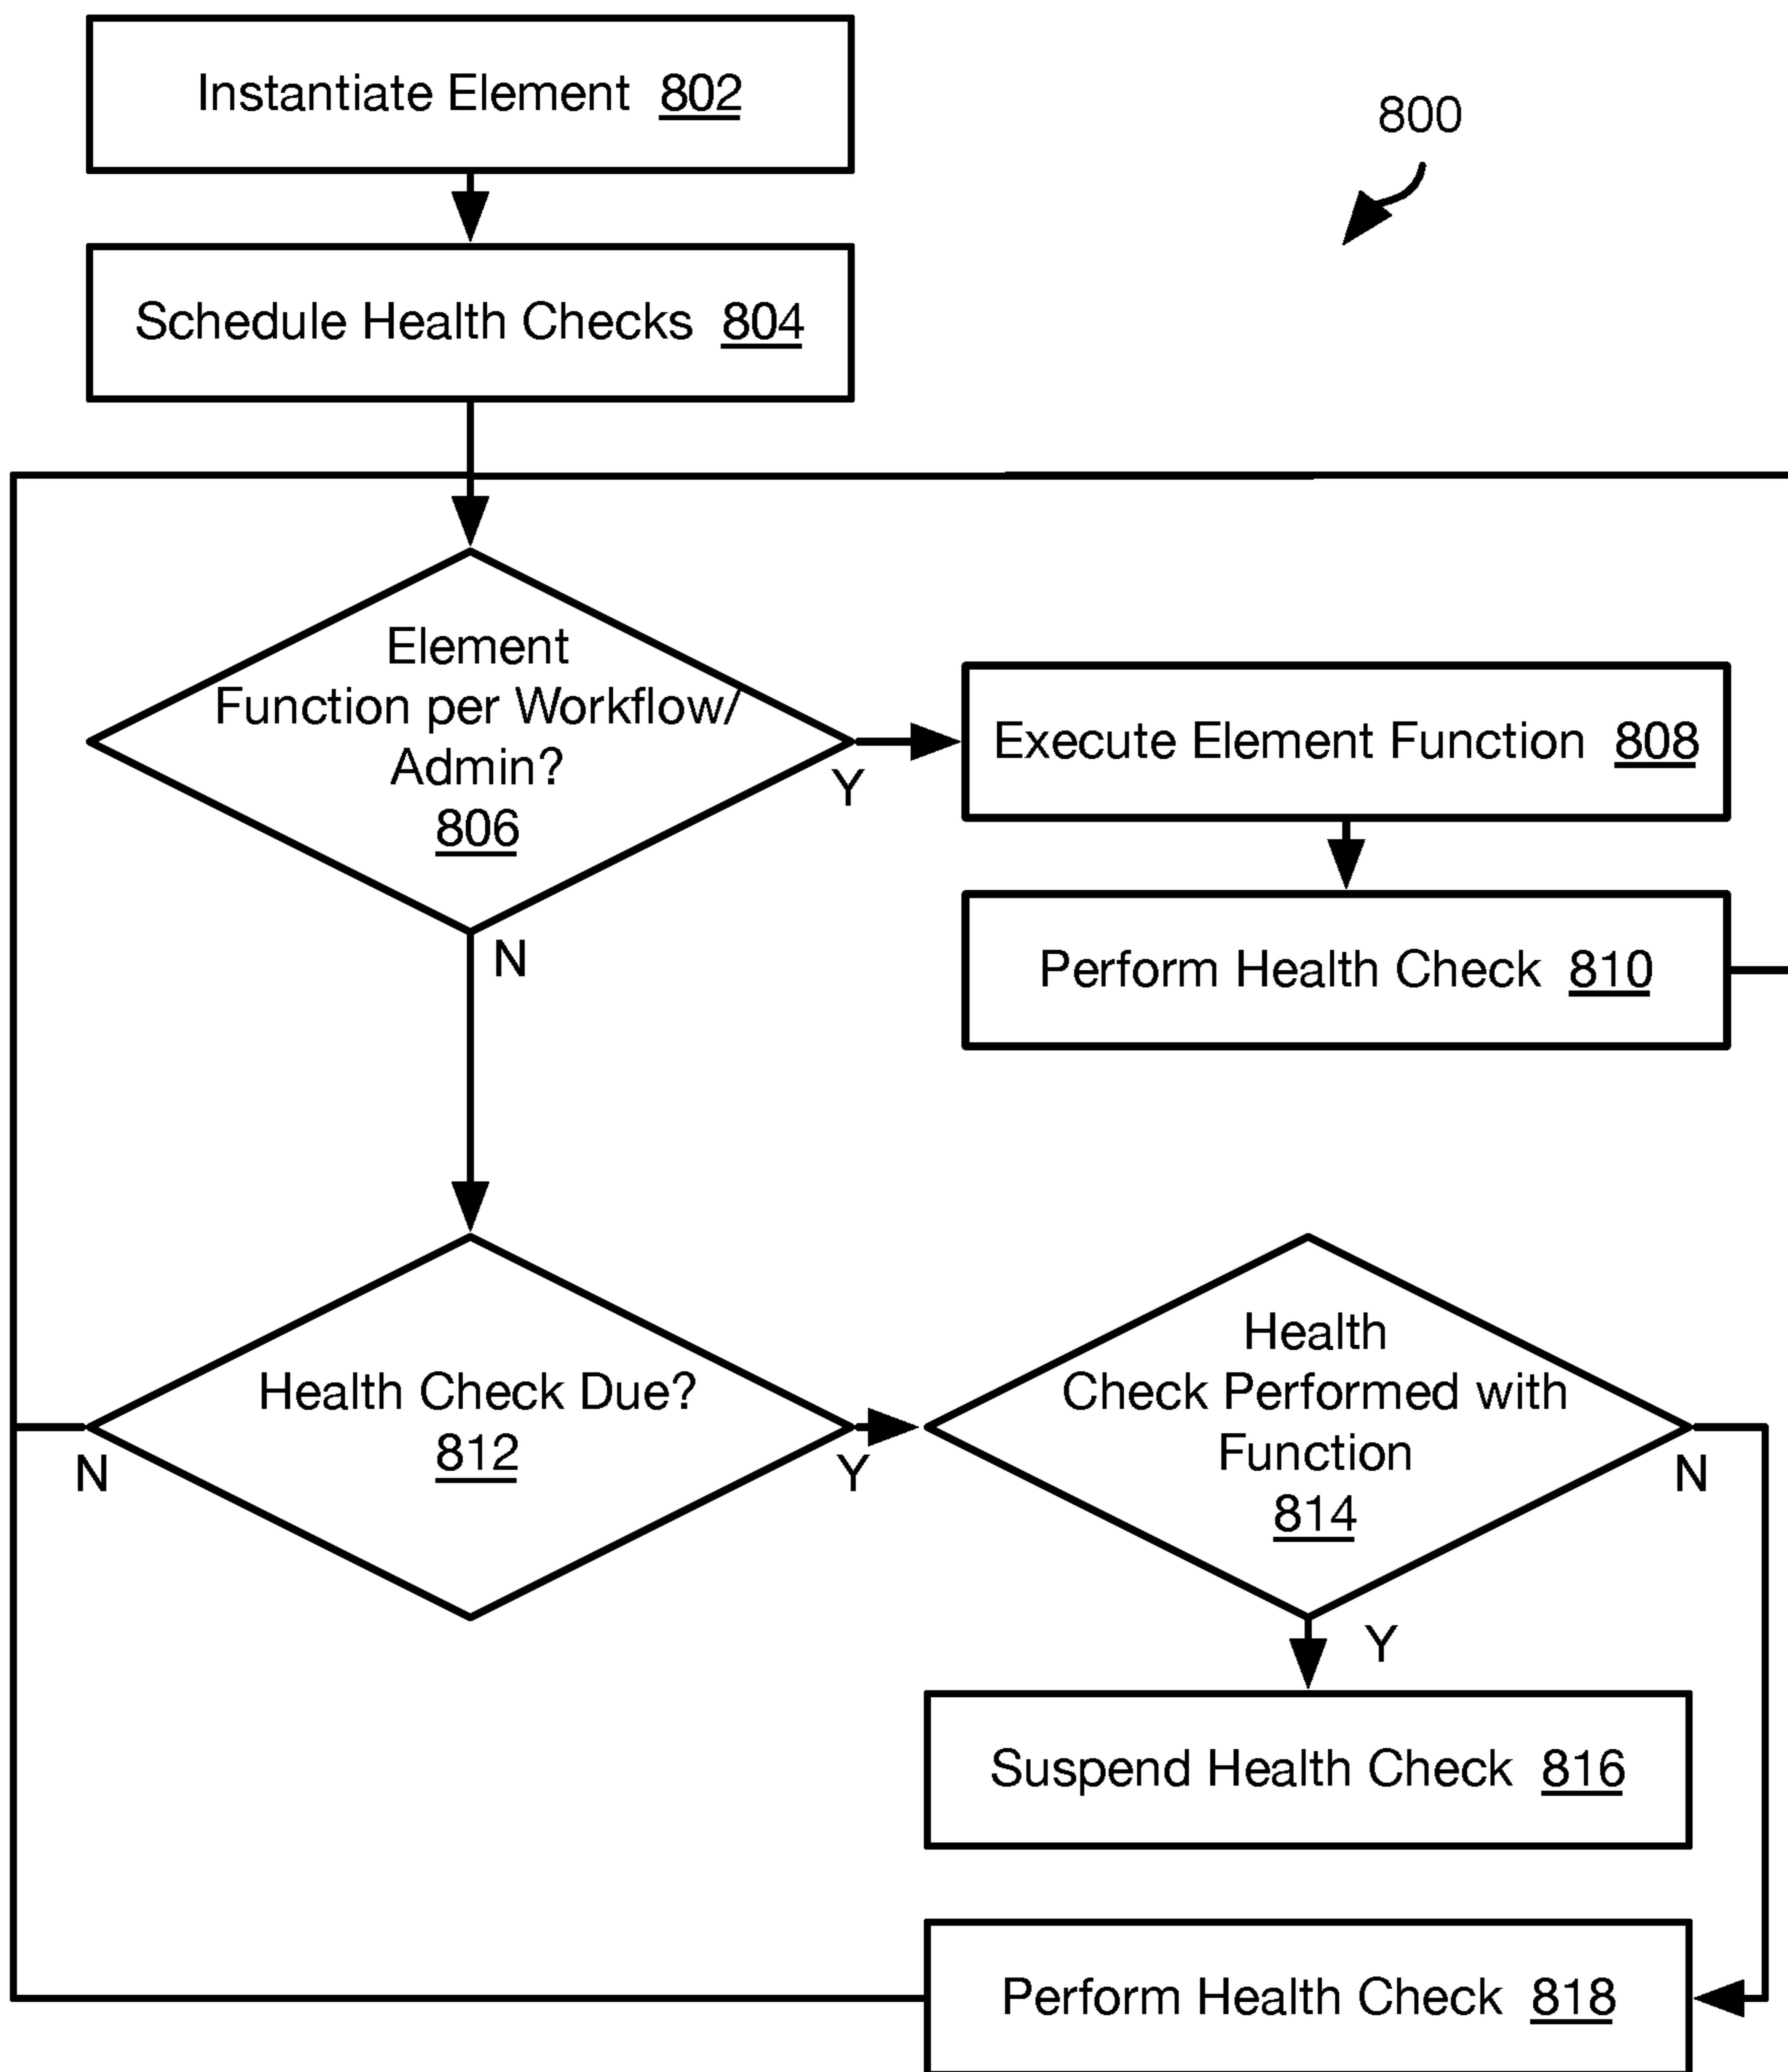 Instantiate Element 802
800
Schedule Health Checks 804
Element
Function per Workflow/
Admin?
806
Y
Execute Element Function 808
N
Perform Health Check 810
Health Check Due?
812
N
Y
Health
Check Performed with
Function
814
N
Y
Suspend Health Check 816
Perform Health Check 818